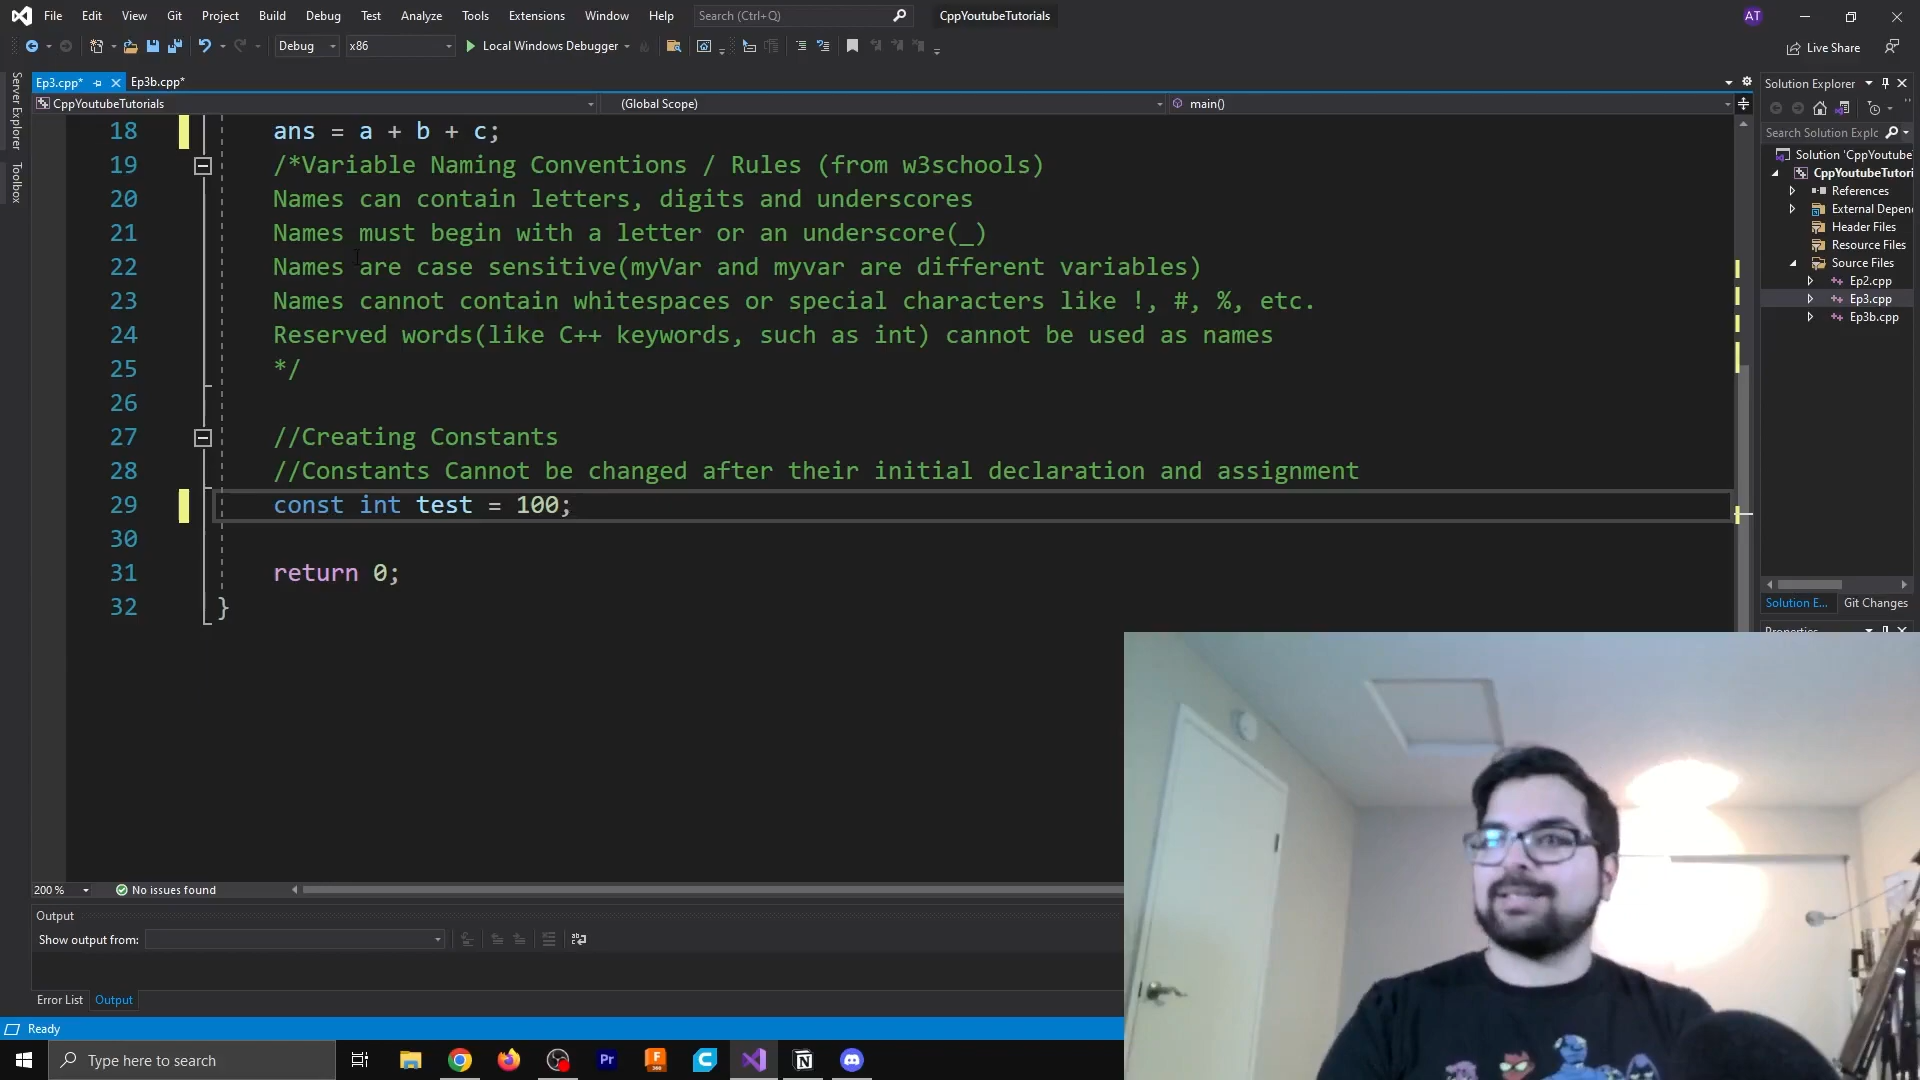 File Edit View Git Project Build Debug Test Analyze Tools Extensions Window Help Search (Ctrl+Q) CppYoutubeTutorials AT
Debug x86 Local Windows Debugger Live Share
Server Explorer
Toolbox
Ep3.cpp* Ep3b.cpp*
CppYoutubeTutorials (Global Scope) main()
18 ans = a + b + c;
19 /*Variable Naming Conventions / Rules (from w3schools)
20 Names can contain letters, digits and underscores
21 Names must begin with a letter or an underscore(_)
22 Names are case sensitive(myVar and myvar are different variables)
23 Names cannot contain whitespaces or special characters like !, #, %, etc.
24 Reserved words(like C++ keywords, such as int) cannot be used as names
25 */
26
27 //Creating Constants
28 //Constants Cannot be changed after their initial declaration and assignment
29 const int test = 100;
30
31 return 0;
32 }
200 % No issues found
Output
Show output from:
Error List Output
Ready
Type here to search
Pr
F
N
Solution Explorer
Search Solution Explc
Solution 'CppYoutube
CppYoutubeTutori
References
External Depen
Header Files
Resource Files
Source Files
Ep2.cpp
Ep3.cpp
Ep3b.cpp
Solution E... Git Changes
Properties